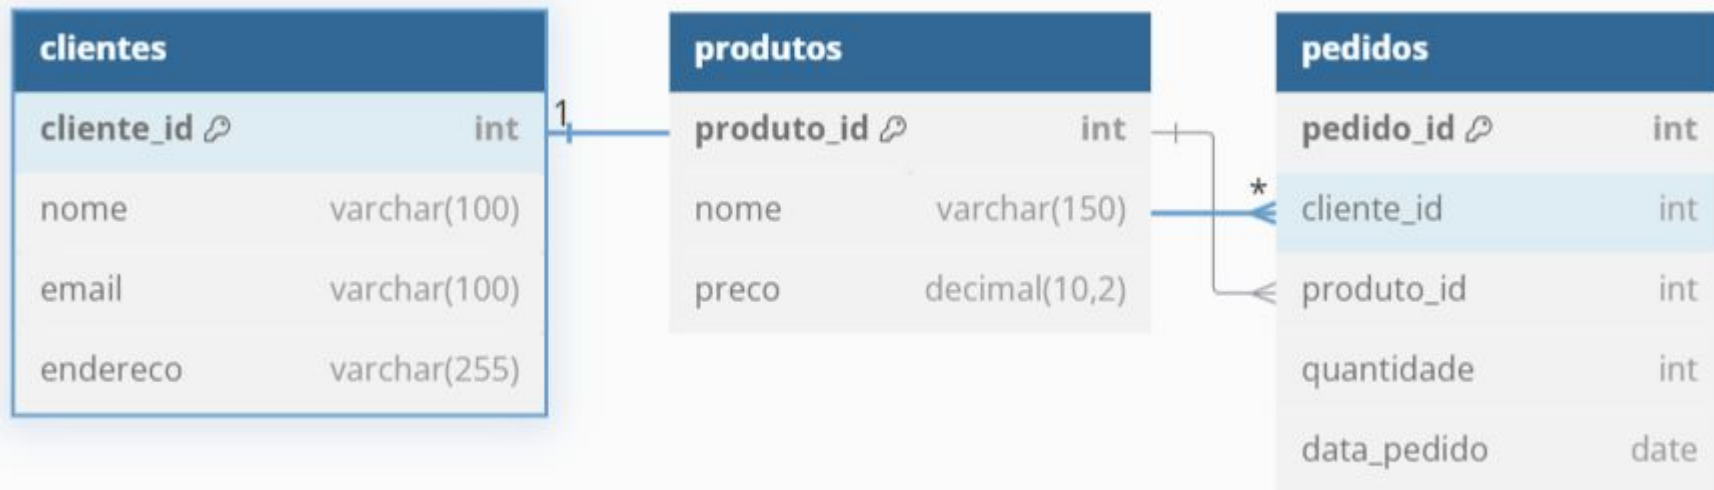 clientes
cliente_id int
nome varchar(100)
email varchar(100)
endereco varchar(255)
1
produtos
produto_id int
nome varchar(150)
preco decimal(10,2)
*
pedidos
pedido_id int
cliente_id int
produto_id int
quantidade int
data_pedido date